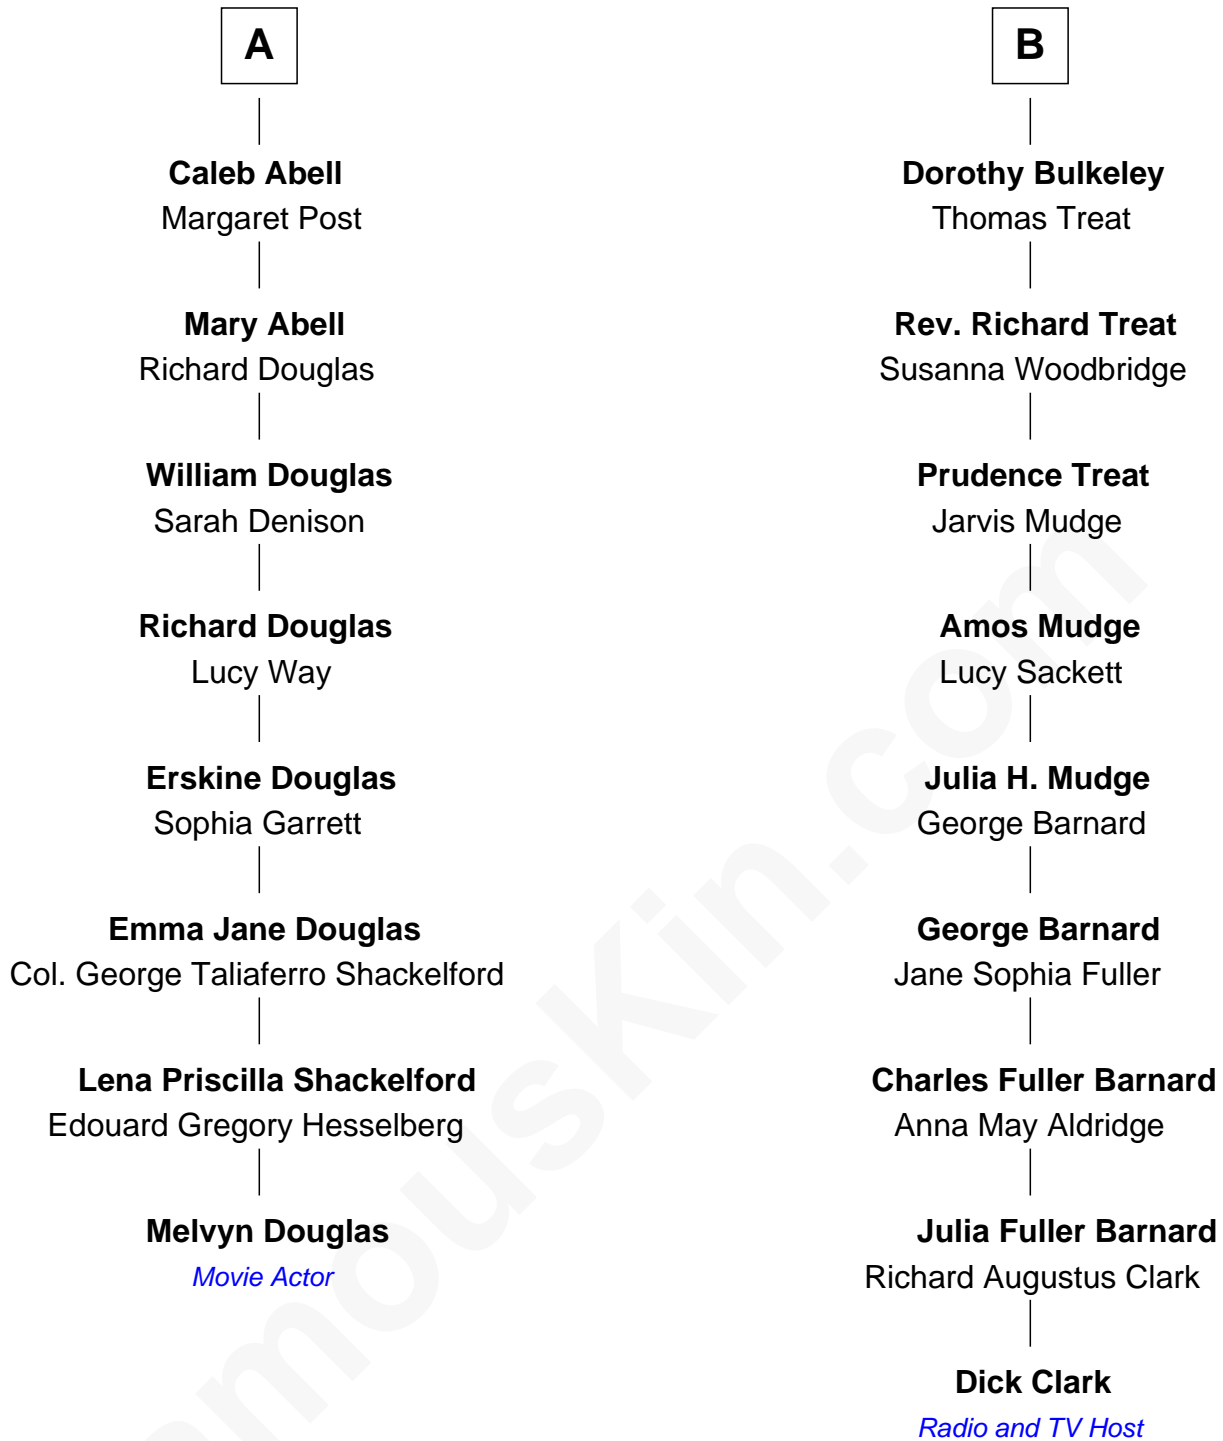 A
Caleb Abell
Margaret Post
Mary Abell
Richard Douglas
William Douglas
Sarah Denison
Richard Douglas
Lucy Way
Erskine Douglas
Sophia Garrett
Emma Jane Douglas
Col. George Taliaferro Shackelford
Lena Priscilla Shackelford
Edouard Gregory Hesselberg
Melvyn Douglas
Movie Actor
B
Dorothy Bulkeley
Thomas Treat
Rev. Richard Treat
Susanna Woodbridge
Prudence Treat
Jarvis Mudge
Amos Mudge
Lucy Sackett
Julia H. Mudge
George Barnard
George Barnard
Jane Sophia Fuller
Charles Fuller Barnard
Anna May Aldridge
Julia Fuller Barnard
Richard Augustus Clark
Dick Clark
Radio and TV Host
amousKin.com